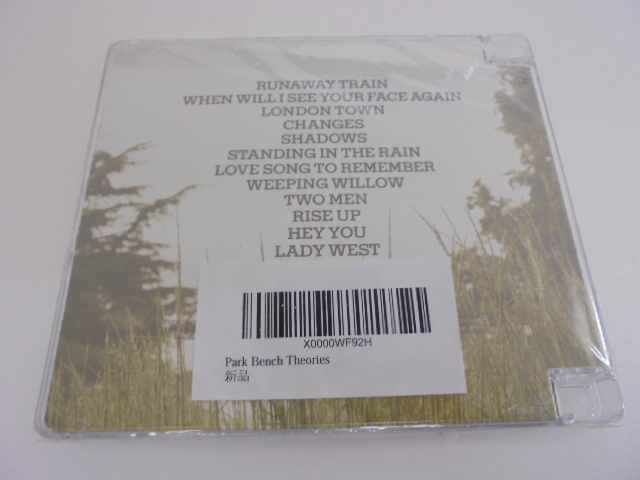 RUNAWAY TRAIN
WHEN WILL I SEE YOUR FACE AGAIN
LONDON TOWN
CHANGES
SHADOWS
STANDING IN THE RAIN
LOVE SONG TO REMEMBER
WEEPING WILLOW
TWO MEN
RISE UP
HEY YOU
LADY WEST
X0000WF92H
Park Bench Theories
新品